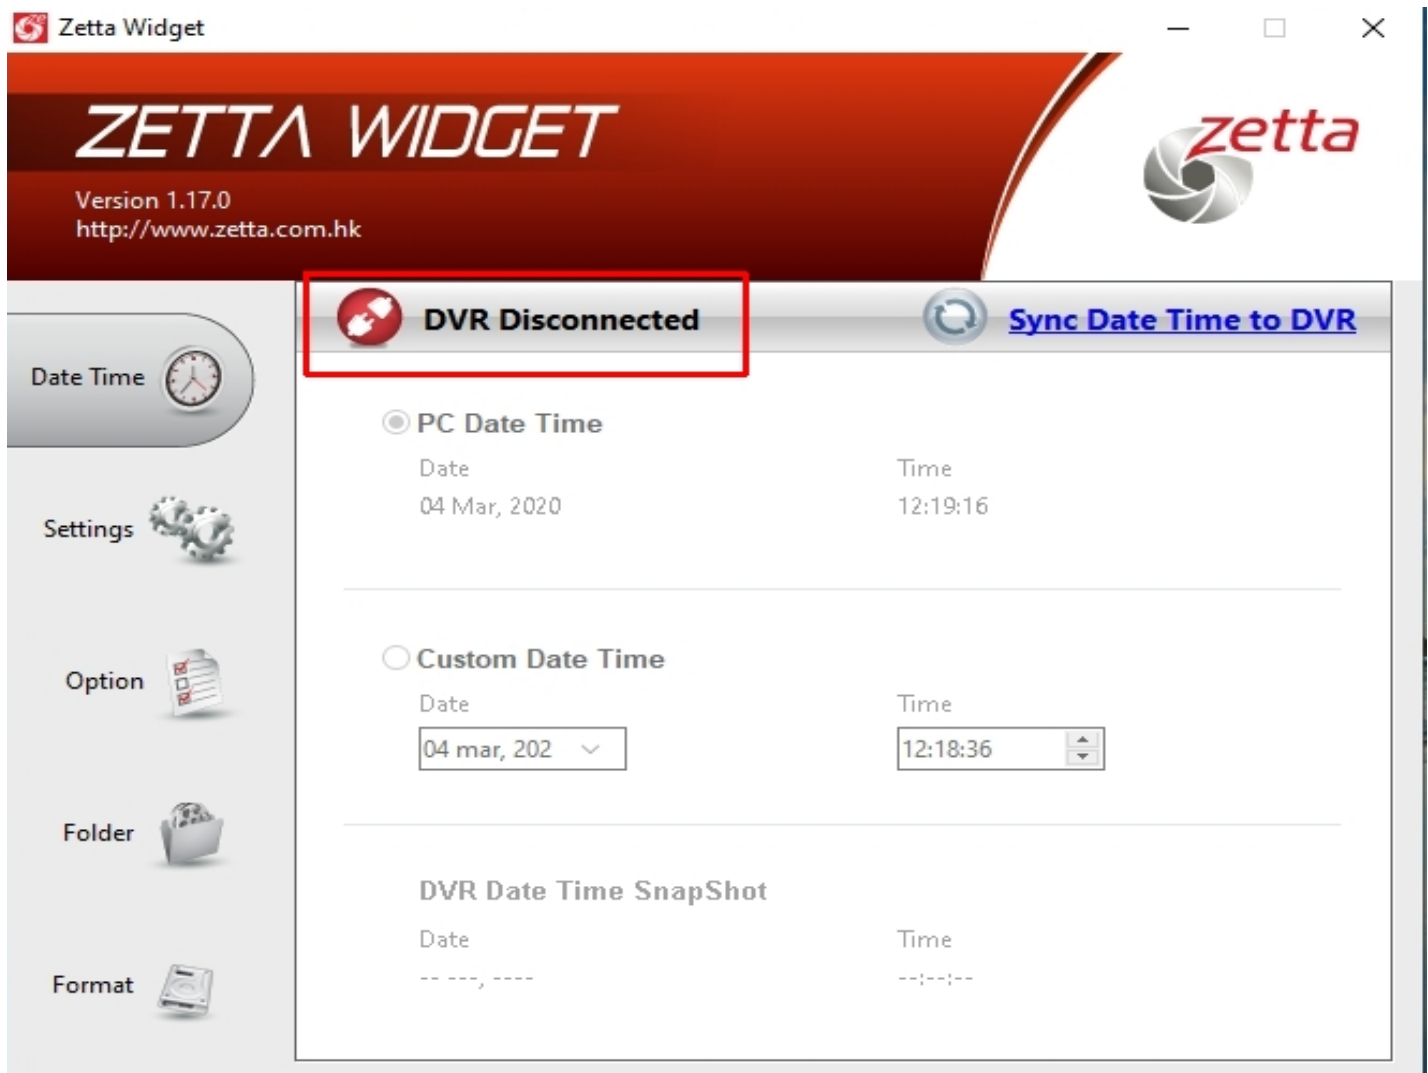 Zetta Widget
ZETTA WIDGET
zetta
Version 1.17.0
http://www.zetta.com.hk
DVR Disconnected
Sync Date Time to DVR
Date Time
PC Date Time
Date Time
04 Mar, 2020 12:19:16
Settings
Custom Date Time
Option
Date Time
04 mar, 202 12:18:36
Folder
DVR Date Time SnapShot
Date Time
-- ---, ---- --:--:--
Format